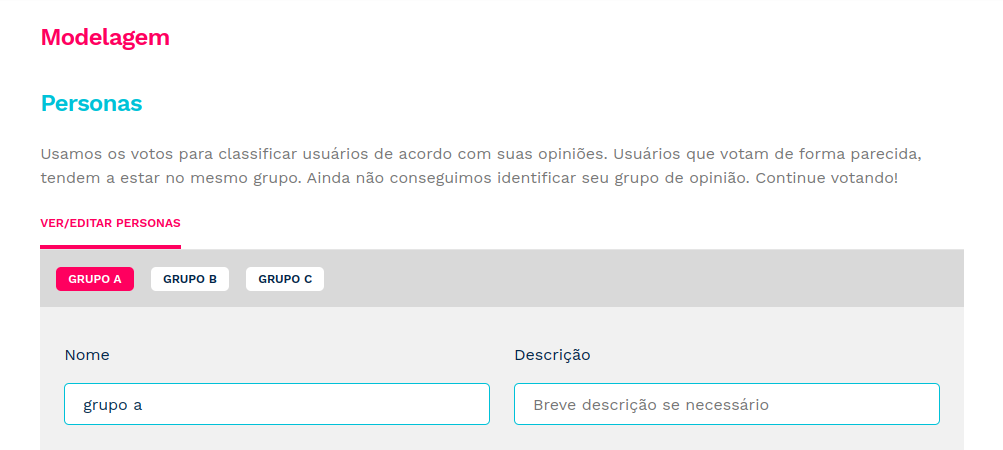 Modelagem
Personas
Usamos os votos para classificar usuários de acordo com suas opiniões. Usuários que votam de forma parecida,
tendem a estar no mesmo grupo. Ainda não conseguimos identificar seu grupo de opinião. Continue votando!
VER/EDITAR PERSONAS
GRUPO A GRUPO B GRUPO C
Nome Descrição
grupo a Breve descrição se necessário